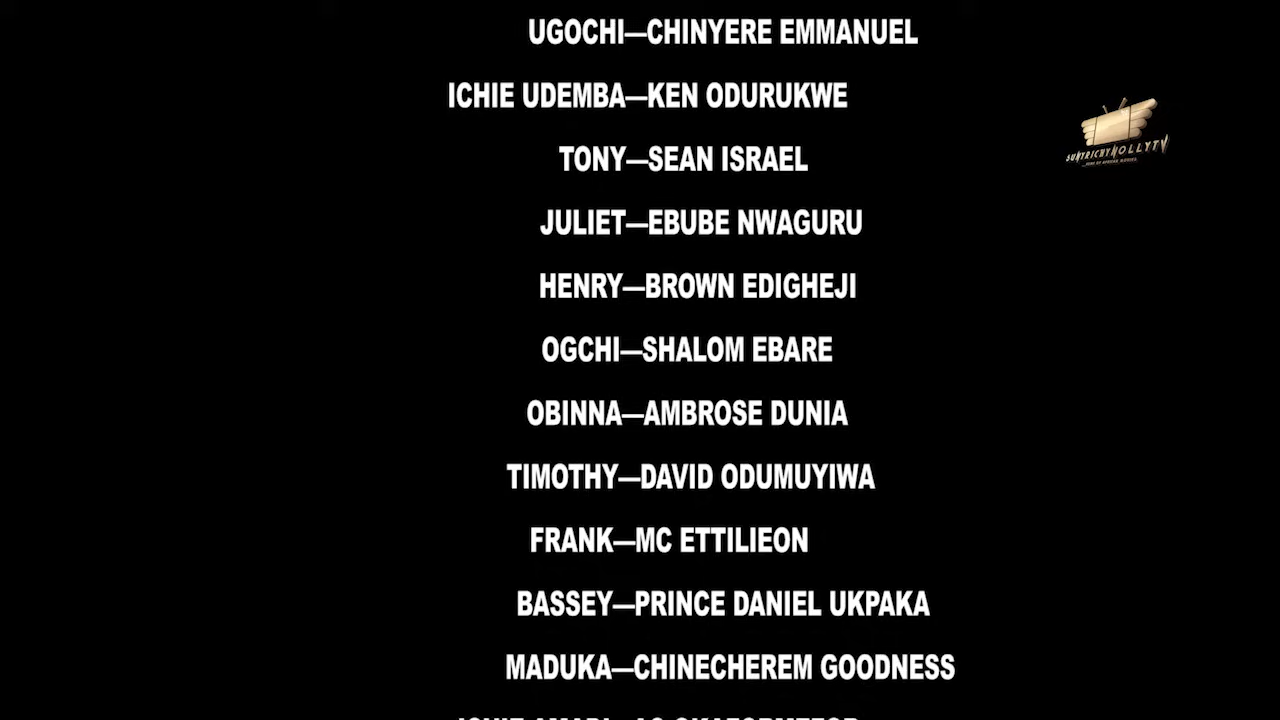 UGOCHI—CHINYERE EMMANUEL
ICHIE UDEMBA—KEN ODURUKWE
TONY—SEAN ISRAEL
SUNYRICHYNOLLYTV
JULIET—EBUBE NWAGURU
HENRY—BROWN EDIGHEJI
OGCHI—SHALOM EBARE
OBINNA—AMBROSE DUNIA
TIMOTHY—DAVID ODUMUYIWA
FRANK—MC ETTILIEON
BASSEY—PRINCE DANIEL UKPAKA
MADUKA—CHINECHEREM GOODNESS